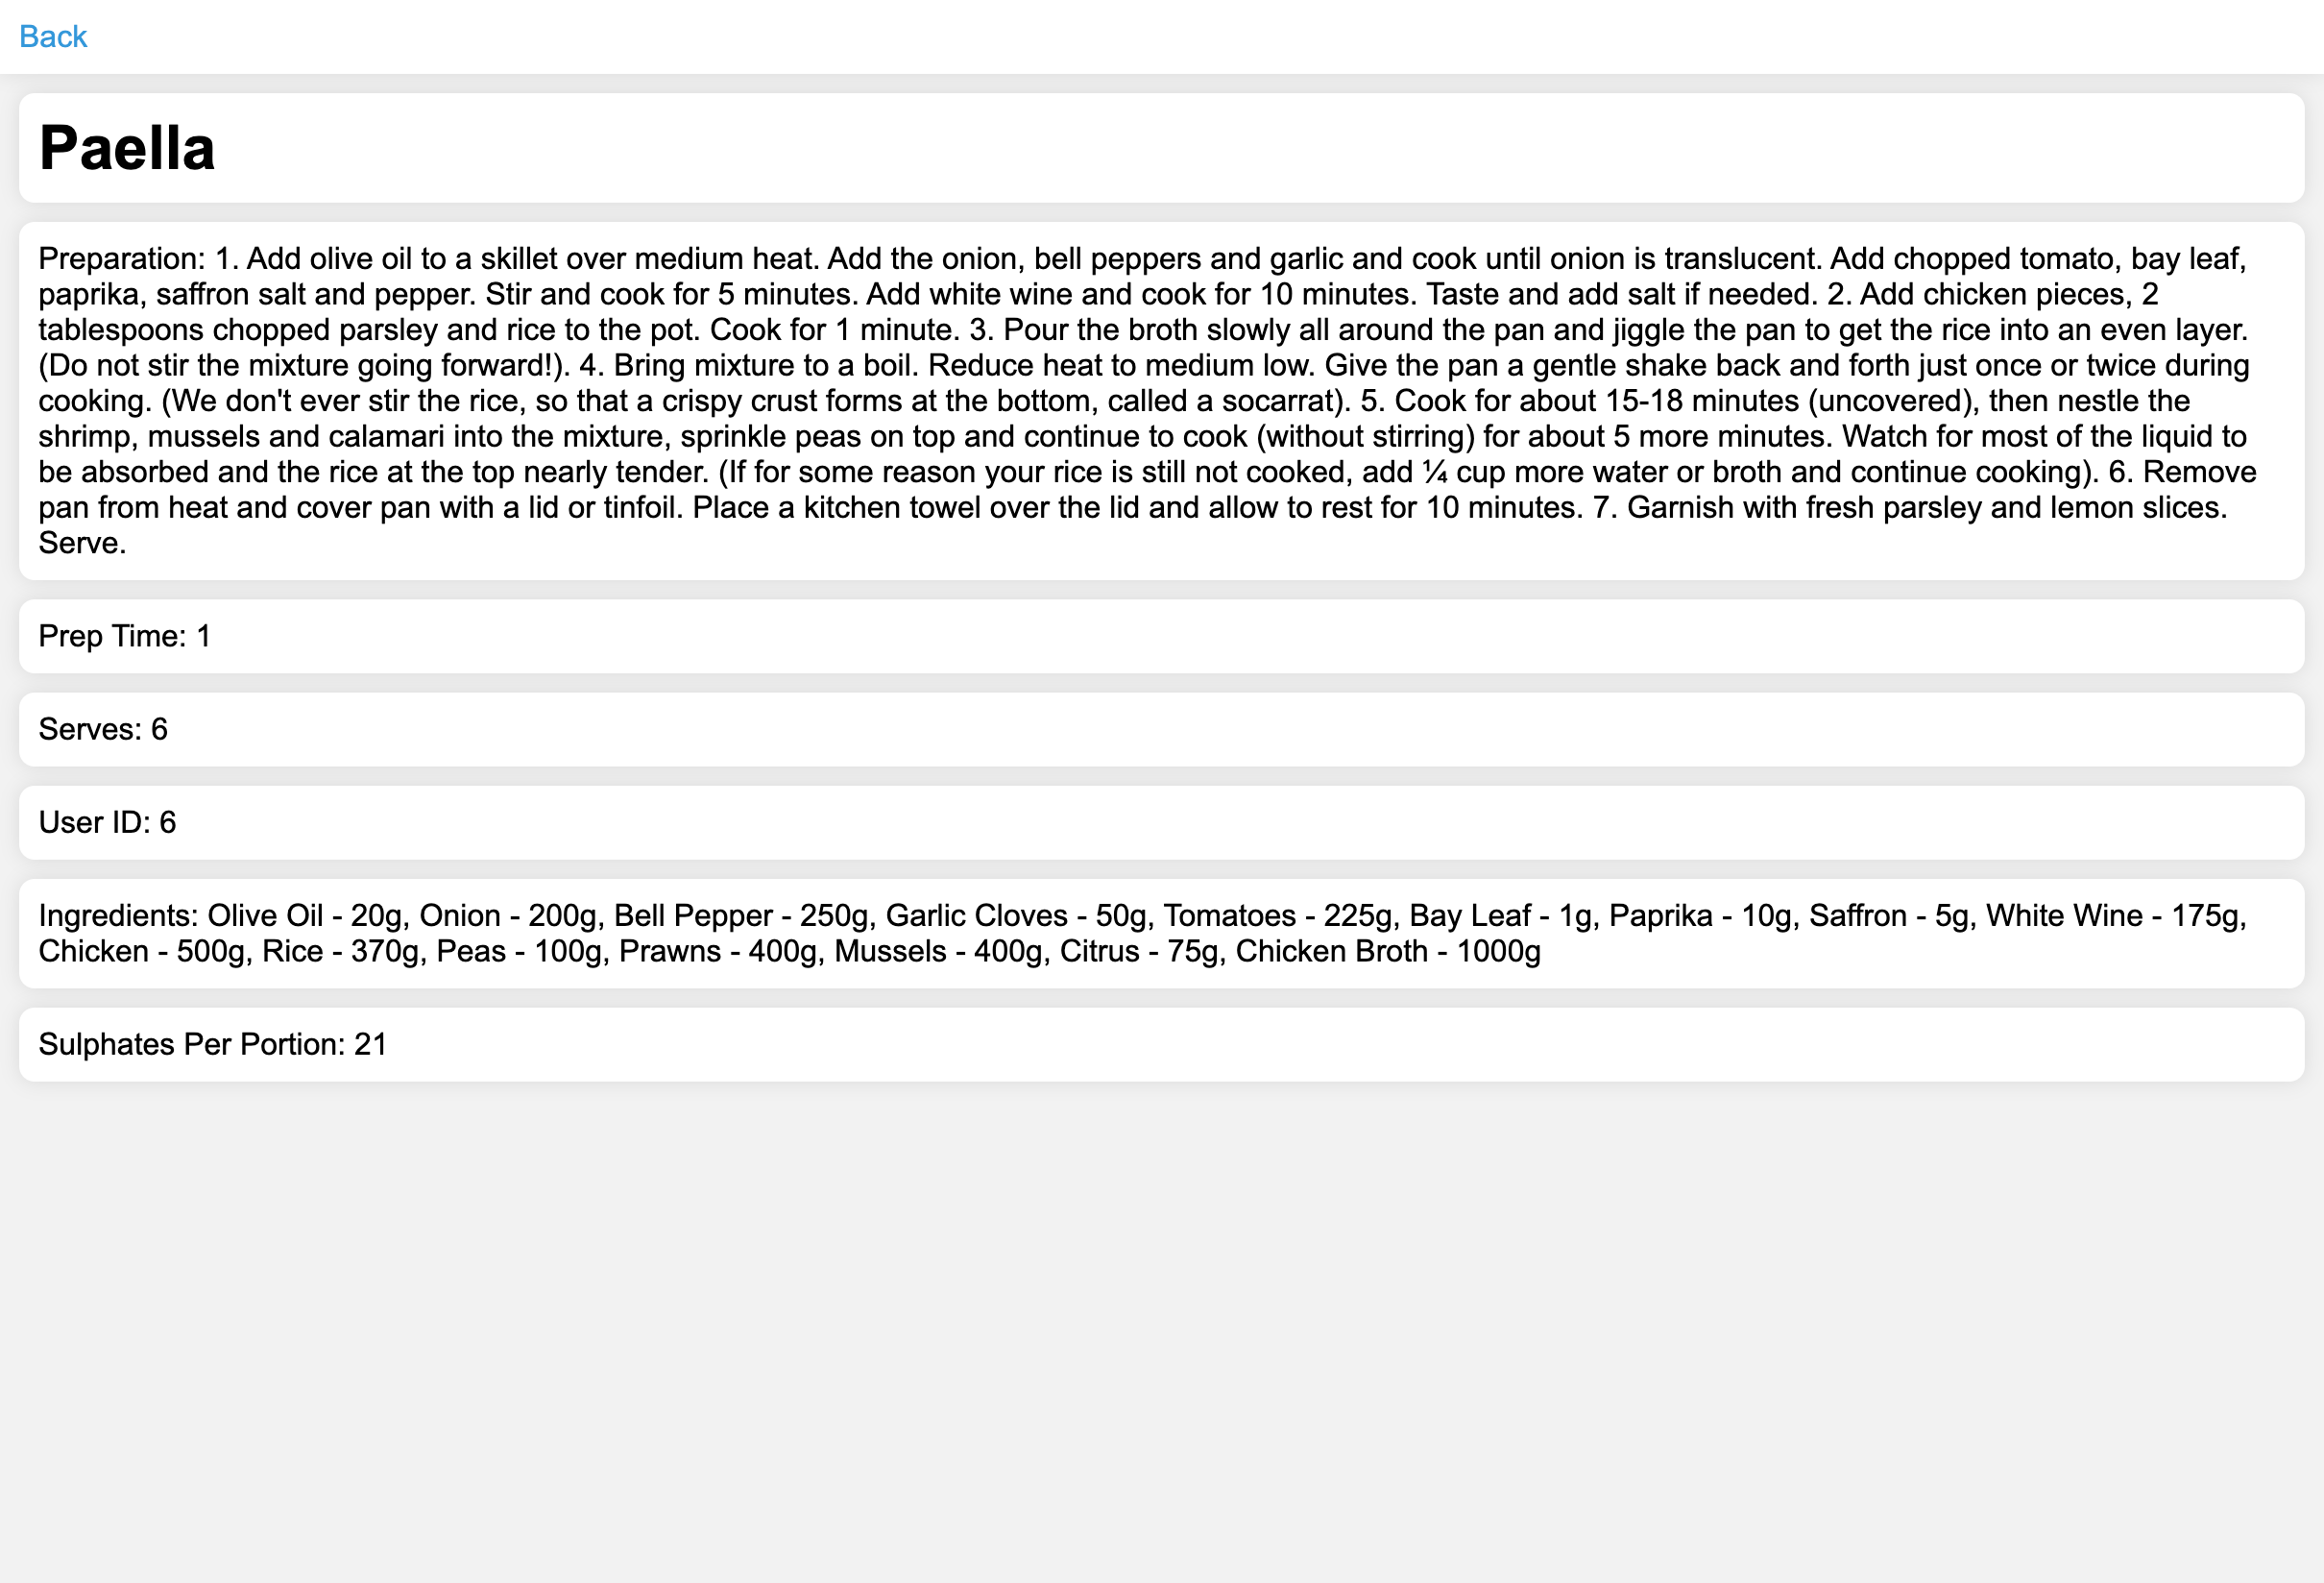 Back
Paella
Preparation: 1. Add olive oil to a skillet over medium heat. Add the onion, bell peppers and garlic and cook until onion is translucent. Add chopped tomato, bay leaf,
paprika, saffron salt and pepper. Stir and cook for 5 minutes. Add white wine and cook for 10 minutes. Taste and add salt if needed. 2. Add chicken pieces, 2
tablespoons chopped parsley and rice to the pot. Cook for 1 minute. 3. Pour the broth slowly all around the pan and jiggle the pan to get the rice into an even layer.
(Do not stir the mixture going forward!). 4. Bring mixture to a boil. Reduce heat to medium low. Give the pan a gentle shake back and forth just once or twice during
cooking. (We don't ever stir the rice, so that a crispy crust forms at the bottom, called a socarrat). 5. Cook for about 15-18 minutes (uncovered), then nestle the
shrimp, mussels and calamari into the mixture, sprinkle peas on top and continue to cook (without stirring) for about 5 more minutes. Watch for most of the liquid to
be absorbed and the rice at the top nearly tender. (If for some reason your rice is still not cooked, add ¼ cup more water or broth and continue cooking). 6. Remove
pan from heat and cover pan with a lid or tinfoil. Place a kitchen towel over the lid and allow to rest for 10 minutes. 7. Garnish with fresh parsley and lemon slices.
Serve.
Prep Time: 1
Serves: 6
User ID: 6
Ingredients: Olive Oil - 20g, Onion - 200g, Bell Pepper - 250g, Garlic Cloves - 50g, Tomatoes - 225g, Bay Leaf - 1g, Paprika - 10g, Saffron - 5g, White Wine - 175g,
Chicken - 500g, Rice - 370g, Peas - 100g, Prawns - 400g, Mussels - 400g, Citrus - 75g, Chicken Broth - 1000g
Sulphates Per Portion: 21